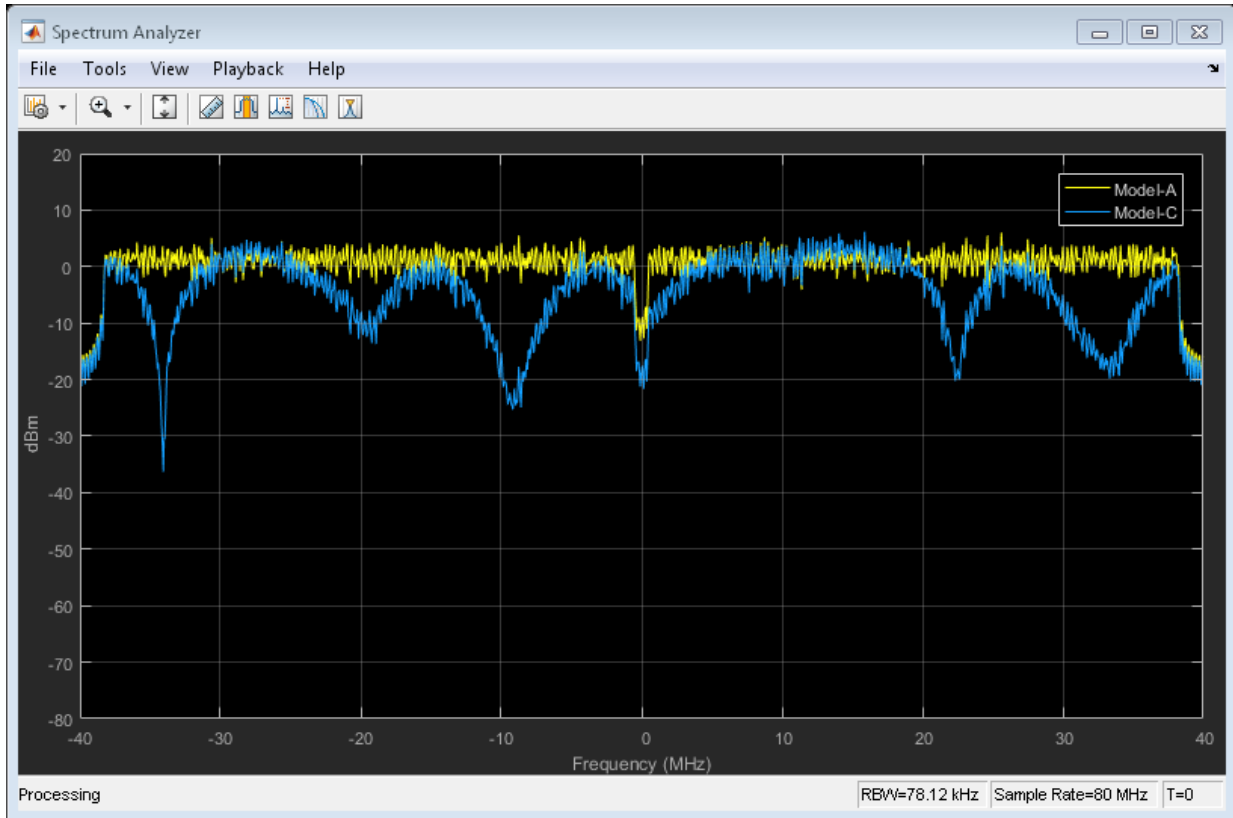 Spectrum Analyzer
File Tools View Playback Help
20
10
0
-10
-20
-30
-40
-50
-60
-70
-80
dBm
Model-A
Model-C
-40 -30 -20 -10 0 10 20 30 40
Frequency (MHz)
Processing RBW=78.12 kHz Sample Rate=80 MHz T=0